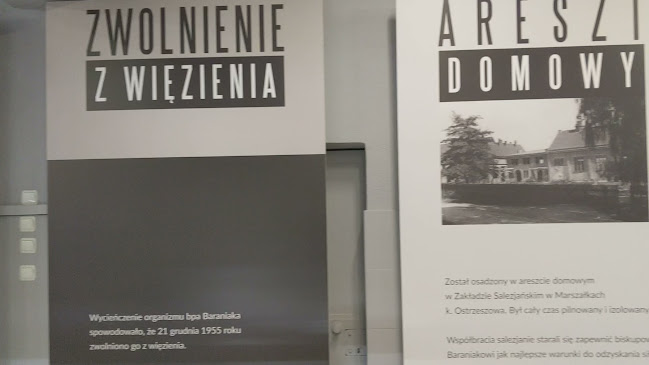 ZWOLNIENIE
Z WIĘZIENIA
Wycieńczenie organizmu bpa Baraniaka
spowodowało, że 21 grudnia 1955 roku
zwolniono go z więzienia.
ARESZT
DOMOWY
Został osadzony w areszcie domowym
w Zakładzie Salezjańskim w Marszałkach
k. Ostrzeszowa. Był cały czas pilnowany i izolowany
Współbracia salezjanie starali się zapewnić biskupow
Baraniakowi jak najlepsze warunki do odzyskania si